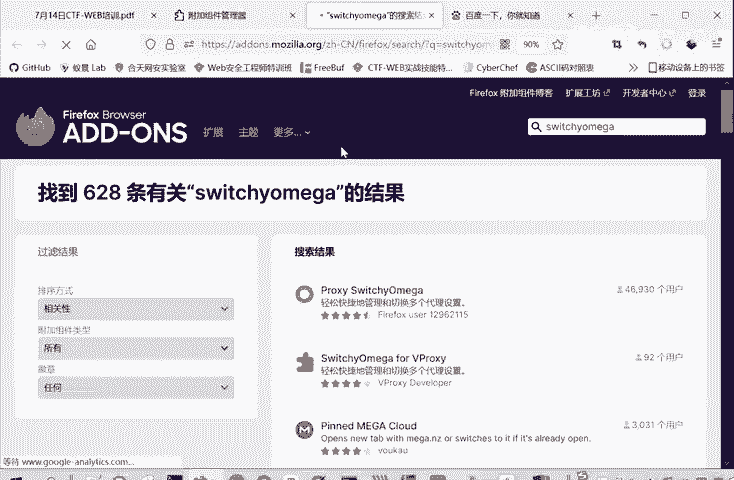 7月14日CTF-WEB培训.pdf
附加组件管理器
"switchyomega"的搜索结
百度一下，你就知道
https://addons.mozilla.org/zh-CN/firefox/search/?q=switchyom
90%
GitHub
蚁景 Lab
合天网安实验室
Web安全工程师特训班
FreeBuf
CTF-WEB实战技能特...
CyberChef
ASCII码对照表
移动设备上的书签
Firefox 附加组件博客
扩展工坊
开发者中心
登录
Firefox Browser
ADD-ONS
扩展
主题
更多...
switchyomega
找到 628 条有关“switchyomega”的结果
过滤结果
排序方式
相关性
附加组件类型
所有
徽章
任何
搜索结果
Proxy SwitchyOmega
46,930 个用户
轻松快捷地管理和切换多个代理设置。
Firefox user 12962115
SwitchyOmega for VProxy
92 个用户
轻松快捷地管理和切换多个代理设置。
VProxy Developer
Pinned MEGA Cloud
3,031 个用户
Opens new tab with mega.nz or switches to it if it's already open.
voukau
等待 www.google-analytics.com...